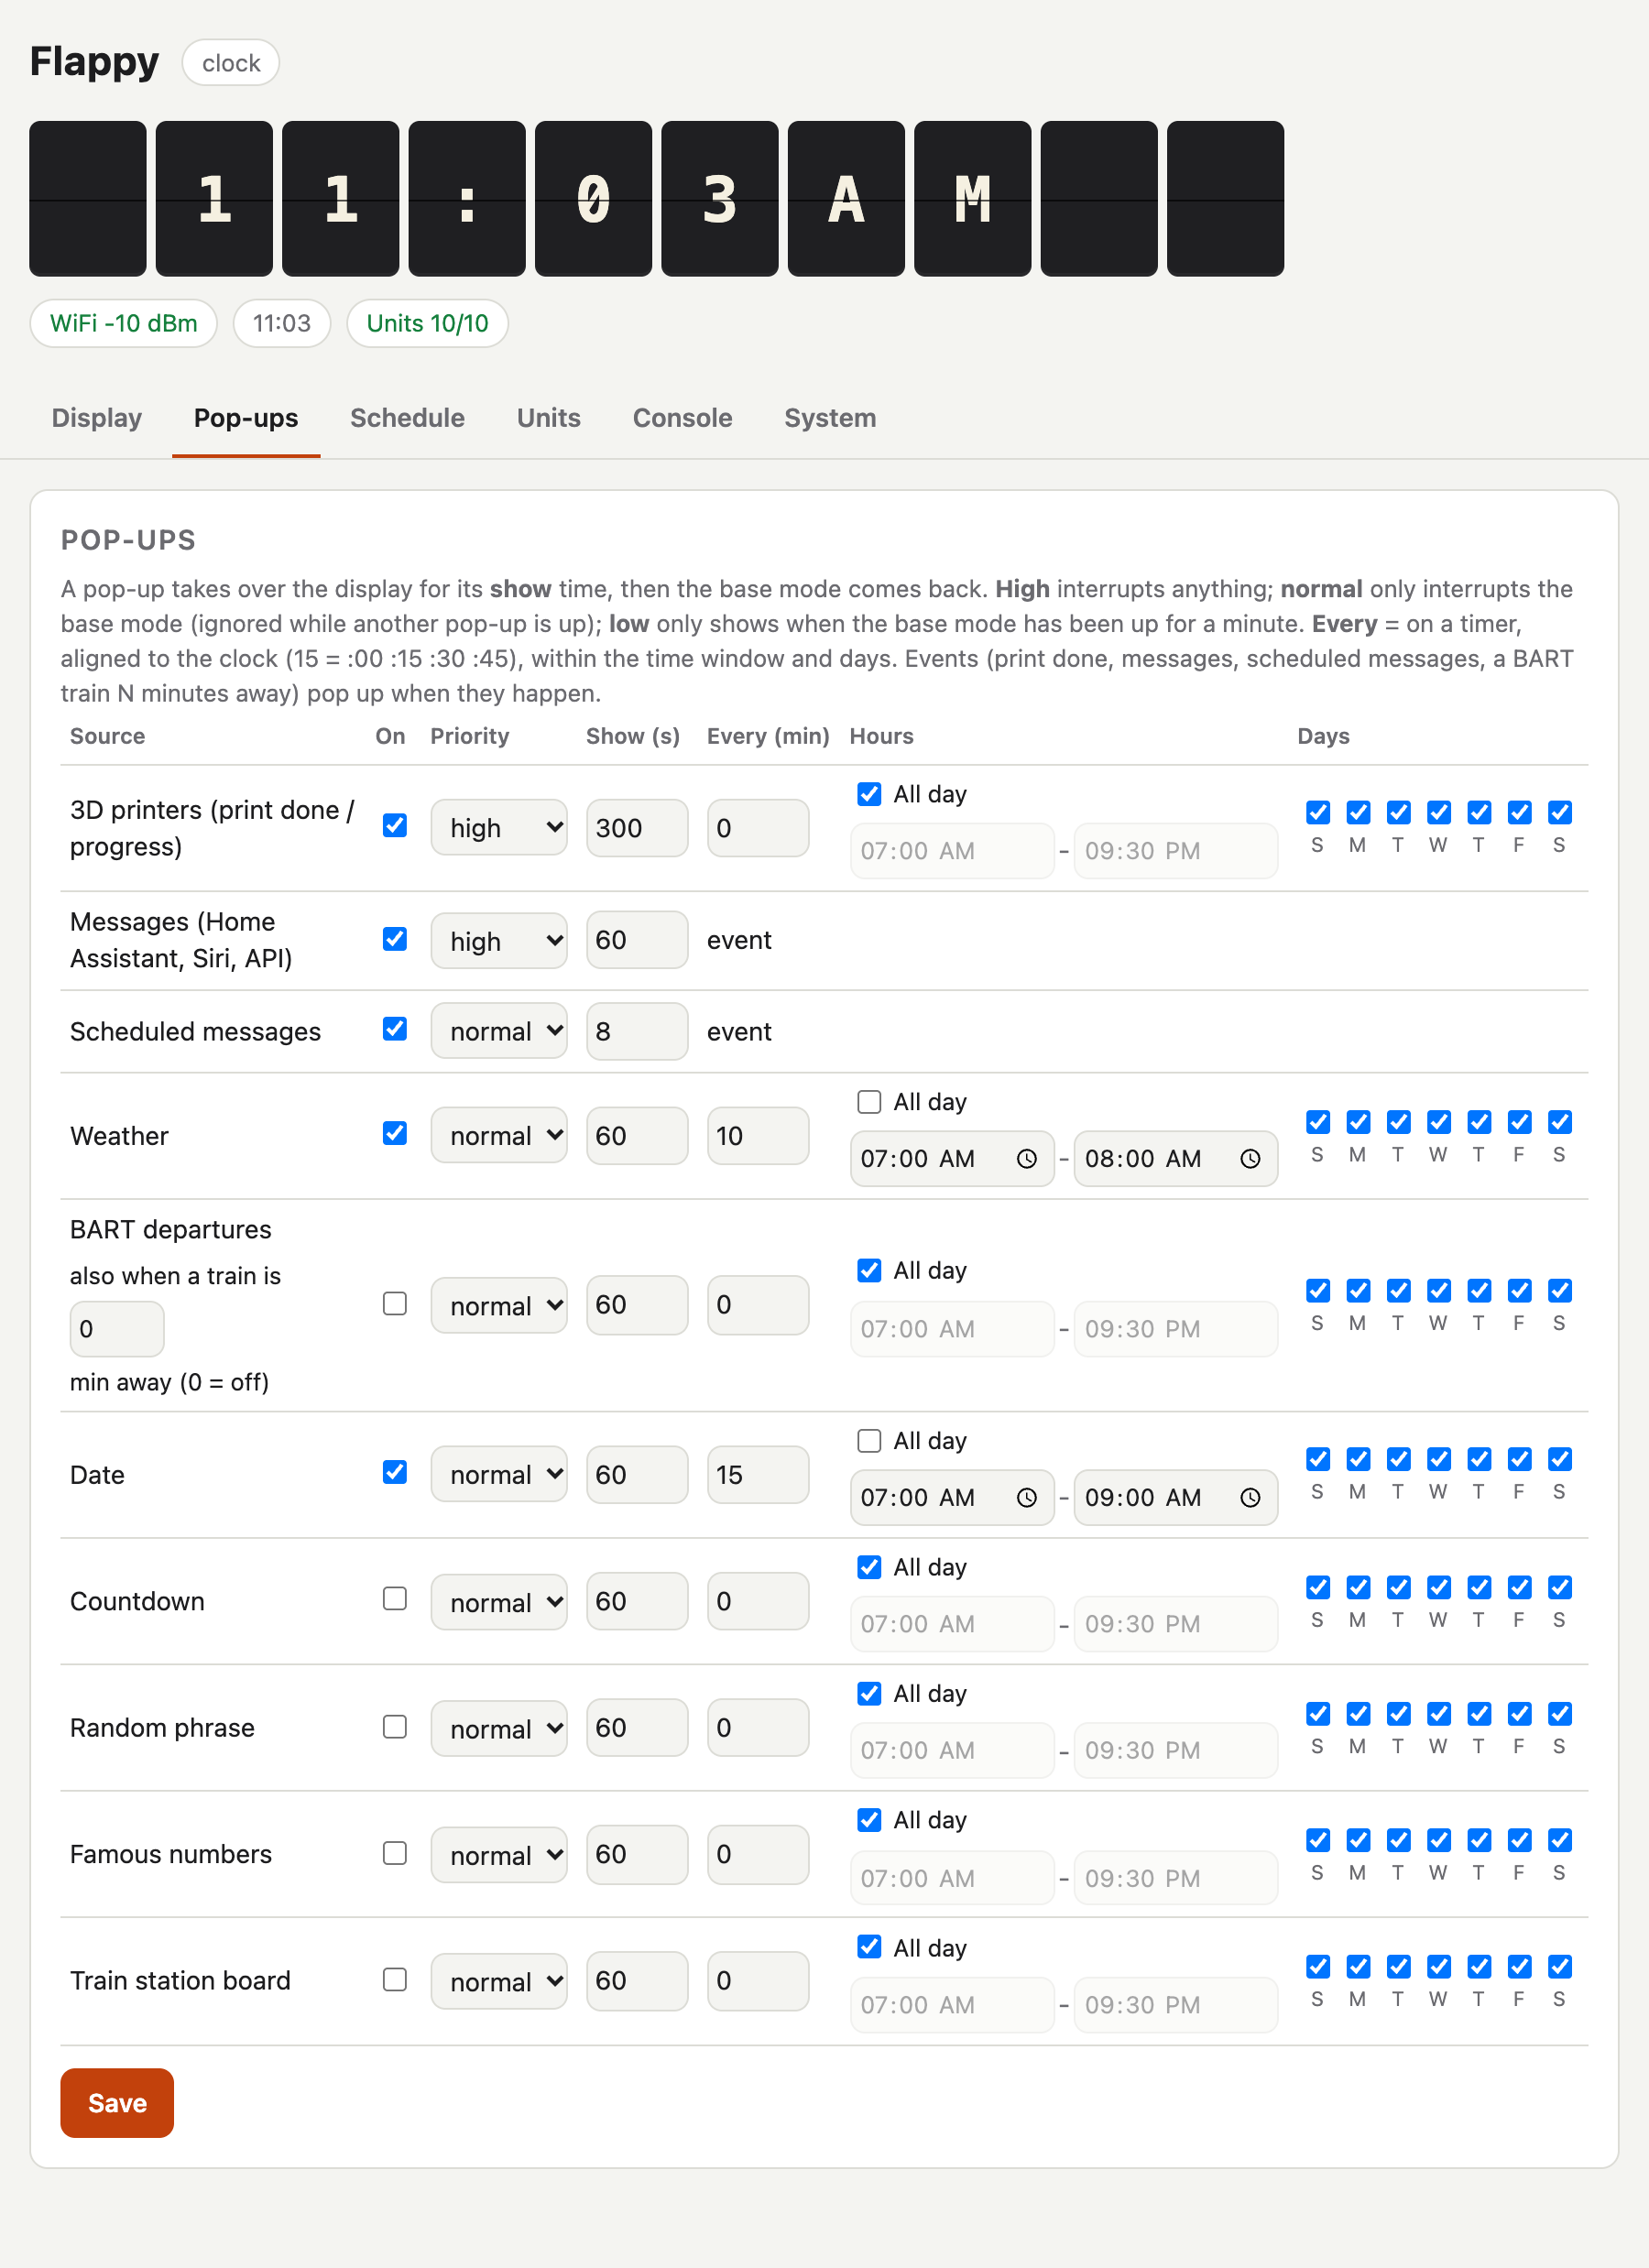 Flappy clock
11:03AM
WiFi -10 dBm 11:03 Units 10/10
Display Pop-ups Schedule Units Console System
POP-UPS
A pop-up takes over the display for its show time, then the base mode comes back. High interrupts anything; normal only interrupts the
base mode (ignored while another pop-up is up); low only shows when the base mode has been up for a minute. Every = on a timer,
aligned to the clock (15 = :00 :15 :30 :45), within the time window and days. Events (print done, messages, scheduled messages, a BART
train N minutes away) pop up when they happen.
Source On Priority Show (s) Every (min) Hours Days
3D printers (print done /
progress)
high 300 0
All day
07:00 AM - 09:30 PM
S M T W T F S
Messages (Home
Assistant, Siri, API)
high 60 event
Scheduled messages normal 8 event
Weather normal 60 10
All day
07:00 AM - 08:00 AM
S M T W T F S
BART departures
also when a train is
0
min away (0 = off)
normal 60 0
All day
07:00 AM - 09:30 PM
S M T W T F S
Date normal 60 15
All day
07:00 AM - 09:00 AM
S M T W T F S
Countdown normal 60 0
All day
07:00 AM - 09:30 PM
S M T W T F S
Random phrase normal 60 0
All day
07:00 AM - 09:30 PM
S M T W T F S
Famous numbers normal 60 0
All day
07:00 AM - 09:30 PM
S M T W T F S
Train station board normal 60 0
All day
07:00 AM - 09:30 PM
S M T W T F S
Save